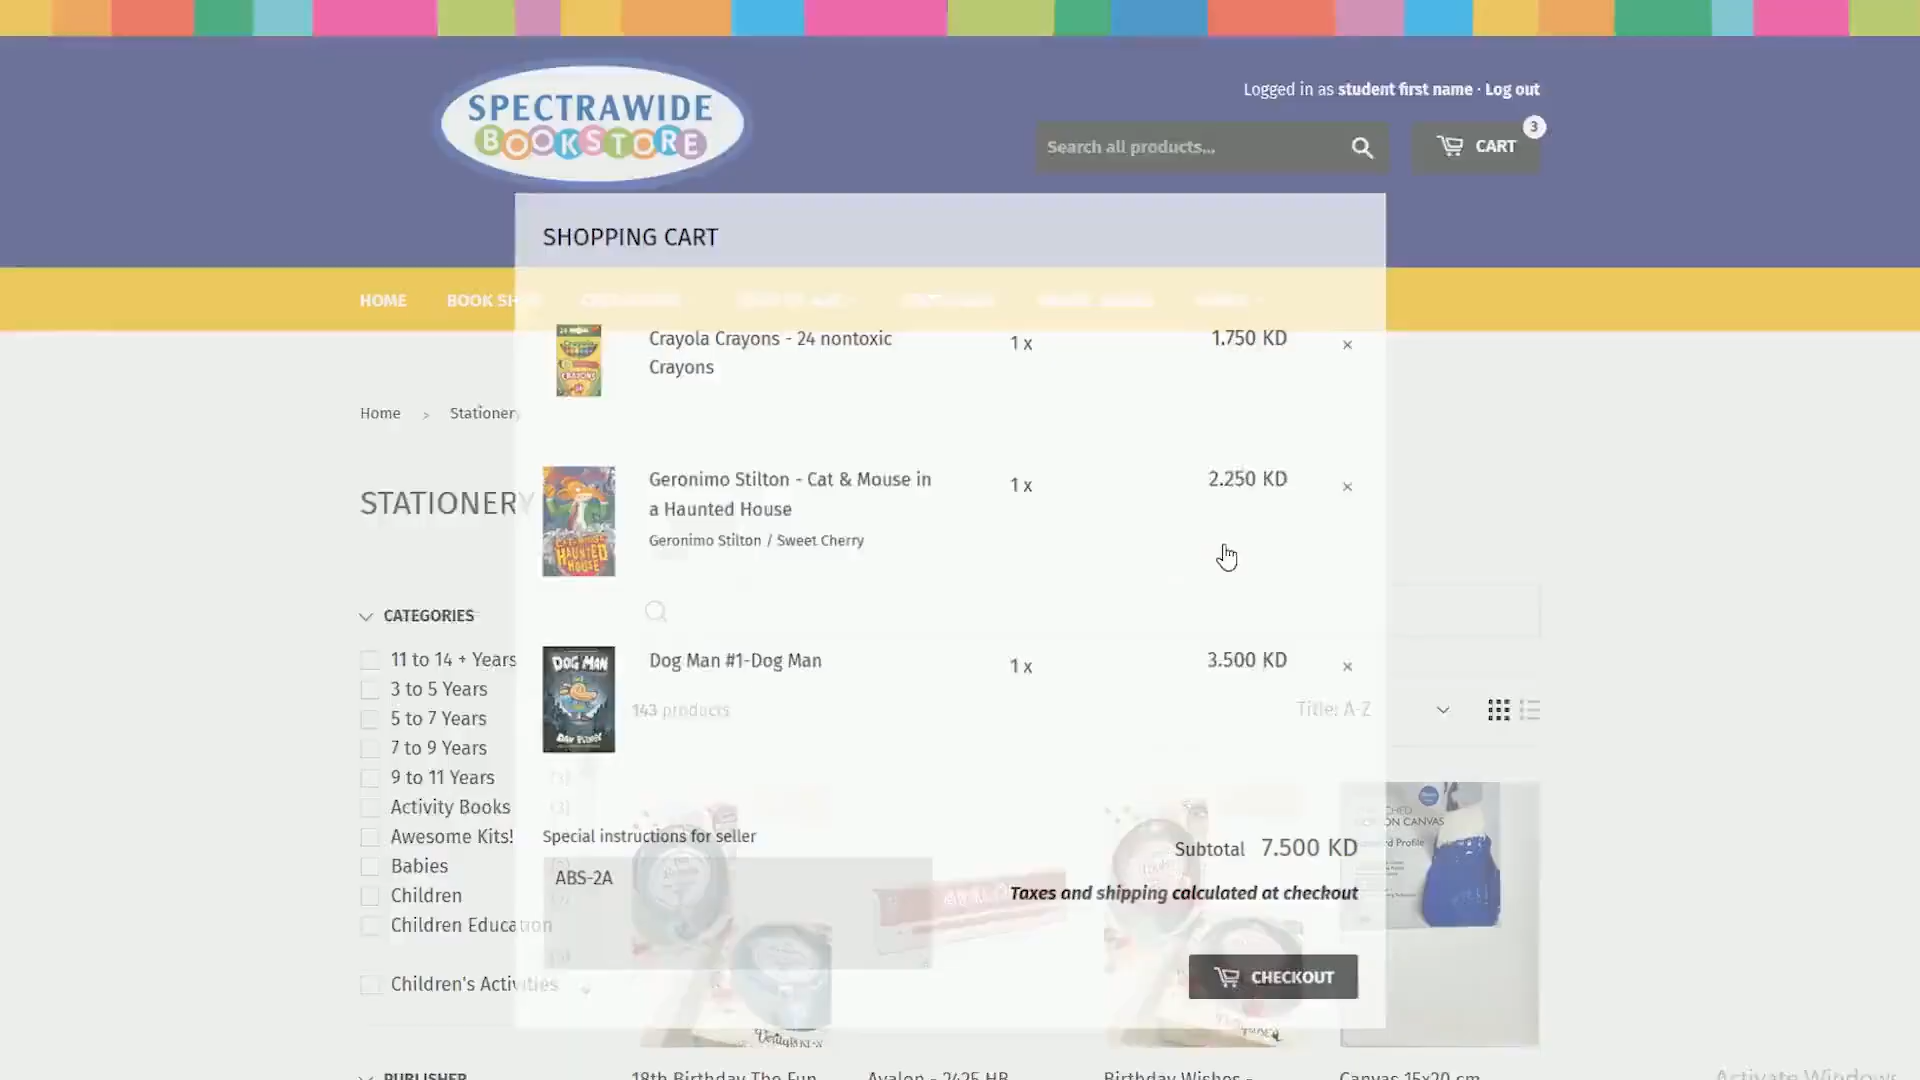 SPECTRAWIDE
BOOKSTORE
Logged in as student first name · Log out
Search all products...
CART
3
SHOPPING CART
HOME
BOOK SH
Crayola Crayons - 24 nontoxic
Crayons
1 x
1.750 KD
×
Home > Stationery
Geronimo Stilton - Cat & Mouse in
a Haunted House
Geronimo Stilton / Sweet Cherry
1 x
2.250 KD
×
STATIONERY
CATEGORIES
11 to 14 + Years
3 to 5 Years
5 to 7 Years
7 to 9 Years
9 to 11 Years
Activity Books
Awesome Kits!
Babies
Children
Children Education
Children's Activities
PUBLISHER
DOG MAN
Dog Man #1-Dog Man
1 x
3.500 KD
×
143 products
Title: A-Z
Special instructions for seller
ABS-2A
Subtotal 7.500 KD
Taxes and shipping calculated at checkout
CHECKOUT
18th Birthday The Fun
Avalon - 2425 HB
Birthday Wishes -
Canvas 15x20 cm
Activate Windows